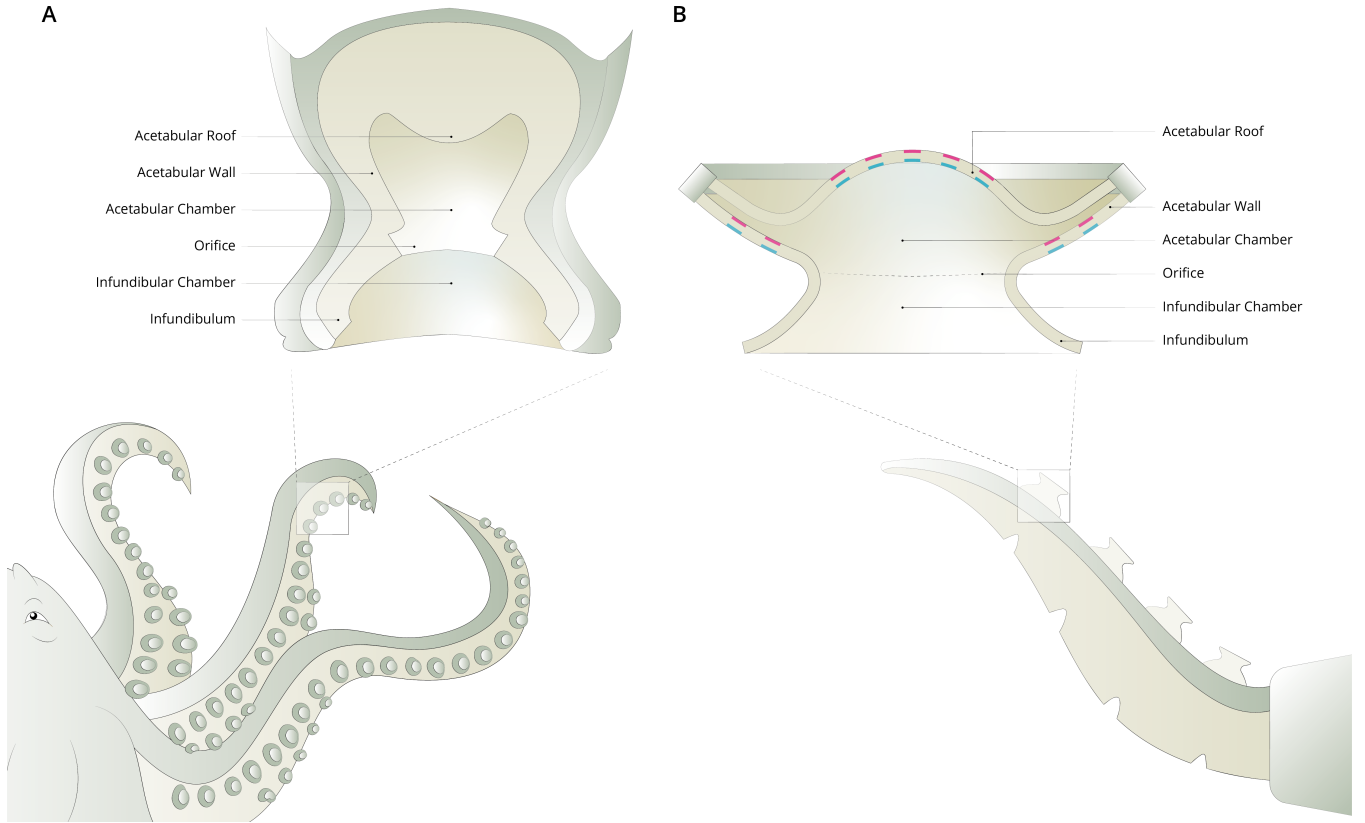 A
Acetabular Roof
Acetabular Wall
Acetabular Chamber
Orifice
Infundibular Chamber
Infundibulum
B
Acetabular Roof
Acetabular Wall
Acetabular Chamber
Orifice
Infundibular Chamber
Infundibulum